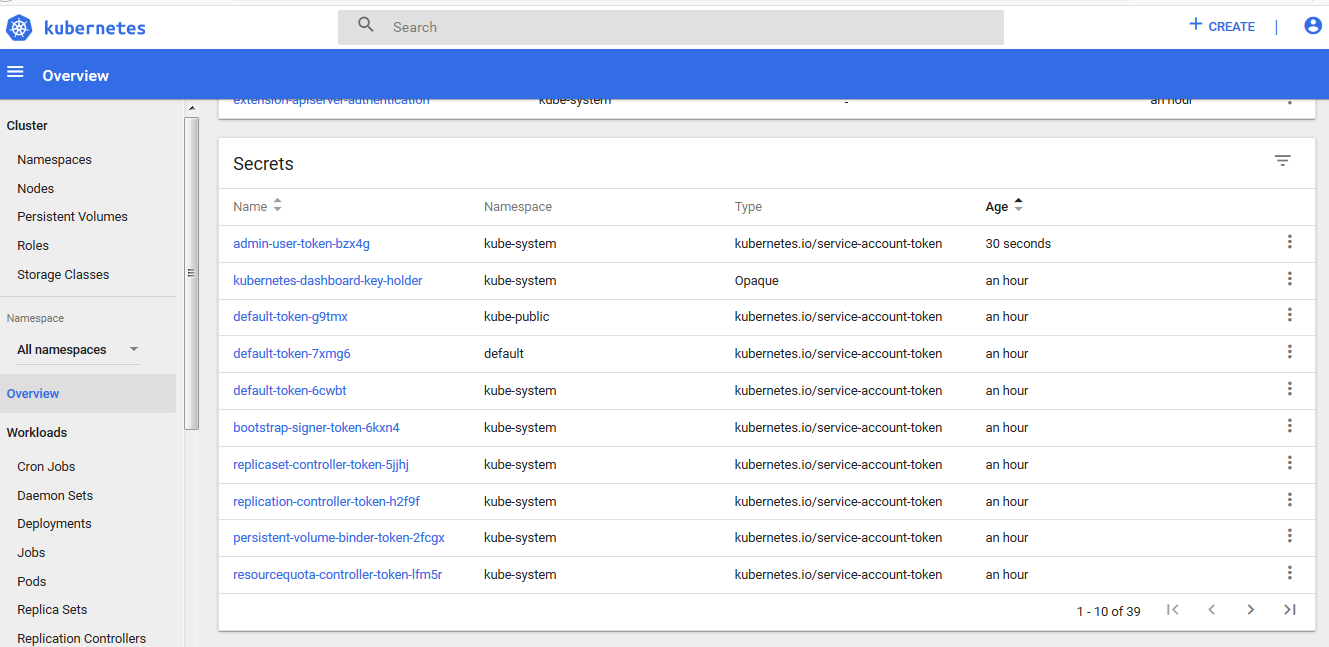 kubernetes
Search
+ CREATE |
Overview
extension-apiserver-authentication kube-system - an hour
Cluster
Namespaces
Nodes
Persistent Volumes
Roles
Storage Classes
Namespace
All namespaces
Overview
Workloads
Cron Jobs
Daemon Sets
Deployments
Jobs
Pods
Replica Sets
Replication Controllers
Secrets
Name Namespace Type Age
admin-user-token-bzx4g kube-system kubernetes.io/service-account-token 30 seconds
kubernetes-dashboard-key-holder kube-system Opaque an hour
default-token-g9tmx kube-public kubernetes.io/service-account-token an hour
default-token-7xmg6 default kubernetes.io/service-account-token an hour
default-token-6cwbt kube-system kubernetes.io/service-account-token an hour
bootstrap-signer-token-6kxn4 kube-system kubernetes.io/service-account-token an hour
replicaset-controller-token-5jjhj kube-system kubernetes.io/service-account-token an hour
replication-controller-token-h2f9f kube-system kubernetes.io/service-account-token an hour
persistent-volume-binder-token-2fcgx kube-system kubernetes.io/service-account-token an hour
resourcequota-controller-token-lfm5r kube-system kubernetes.io/service-account-token an hour
1 - 10 of 39